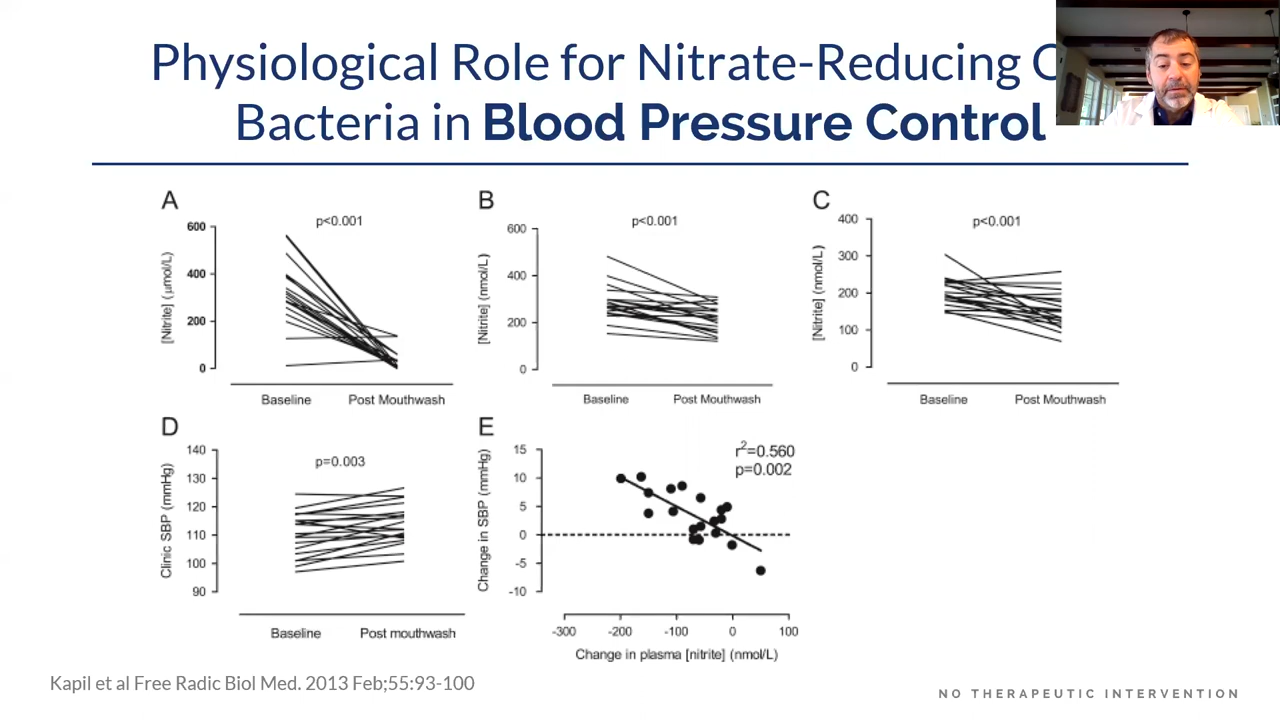 Physiological Role for Nitrate-Reducing
Bacteria in Blood Pressure Control
A
p<0.001
600
400
200
0
[Nitrite] (μmol/L)
Baseline Post Mouthwash
B
p<0.001
600
400
200
0
[Nitrite] (nmol/L)
Baseline Post Mouthwash
C
p<0.001
400
300
200
100
0
[Nitrite] (nmol/L)
Baseline Post Mouthwash
D
p=0.003
140
130
120
110
100
90
Clinic SBP (mmHg)
Baseline Post mouthwash
E
r²=0.560
p=0.002
15
10
5
0
-5
-10
Change in SBP (mmHg)
-300 -200 -100 0 100
Change in plasma [nitrite] (nmol/L)
Kapil et al Free Radic Biol Med. 2013 Feb;55:93-100
NO THERAPEUTIC INTERVENTION